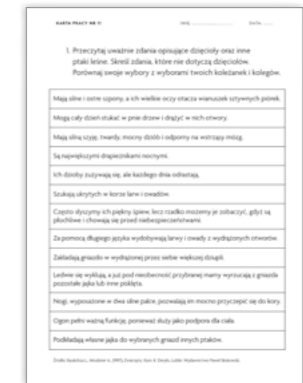 KARTA PRACY NR 11 IMIĘ DATA
1. Przeczytaj uważnie zdania opisujące dzięcioły oraz inne
ptaki leśne. Skreśl zdania, które nie dotyczą dzięciołów.
Porównaj swoje wybory z wyborami twoich koleżanek i kolegów.
Mają silne i ostre szpony, a ich wielkie oczy otacza wianuszek sztywnych piórek.
Mogą cały dzień stukać w pnie drzew i drążyć w nich otwory.
Mają silną szyję, twardy, mocny dziób i odporny na wstrząsy mózg.
Są największymi drapieżnikami nocnymi.
Ich dzioby zużywają się, ale każdego dnia odrastają.
Szukają ukrytych w korze larw i owadów.
Często słyszymy ich piękny śpiew, lecz rzadko możemy je zobaczyć, gdyż są
płochliwe i chowają się przed niebezpieczeństwami.
Za pomocą długiego języka wydobywają larwy i owady z wydrążonych otworów.
Zakładają gniazdo w wydrążonej przez siebie większej dziupli.
Ledwie się wyklują, a już pod nieobecność przybranej mamy wyrzucają z gniazda
pozostałe jajka lub inne pisklęta.
Nogi, wyposażone w dwa silne palce, pozwalają im mocno przyczepić się do kory.
Ogon pełni ważną funkcję, ponieważ służy jako podpora dla ciała.
Podkładają własne jajka do wybranych gniazd innych ptaków.